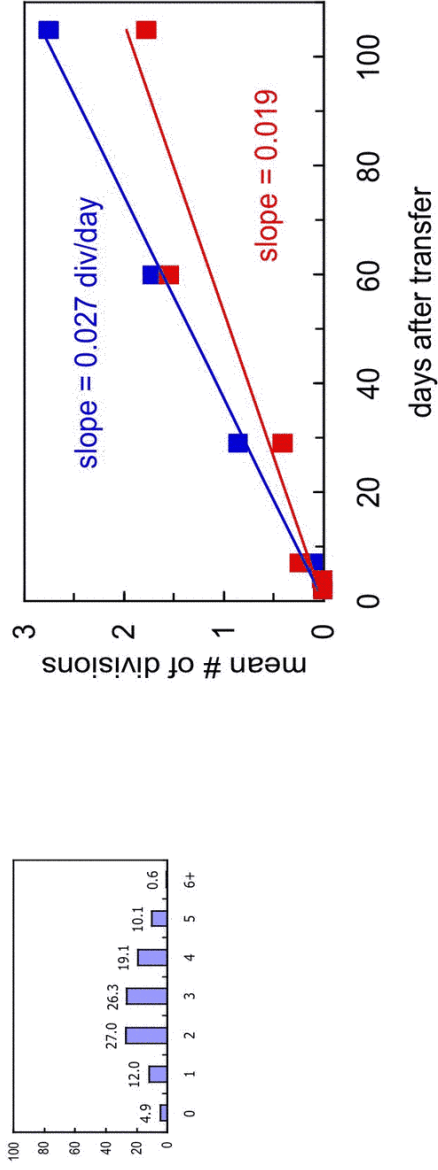 100
80
60
40
20
0
4.9
12.0
27.0
26.3
19.1
10.1
0.6
0 1 2 3 4 5 6+
mean # of divisions
3
2
1
0
slope = 0.027 div/day
slope = 0.019
0 20 40 60 80 100
days after transfer